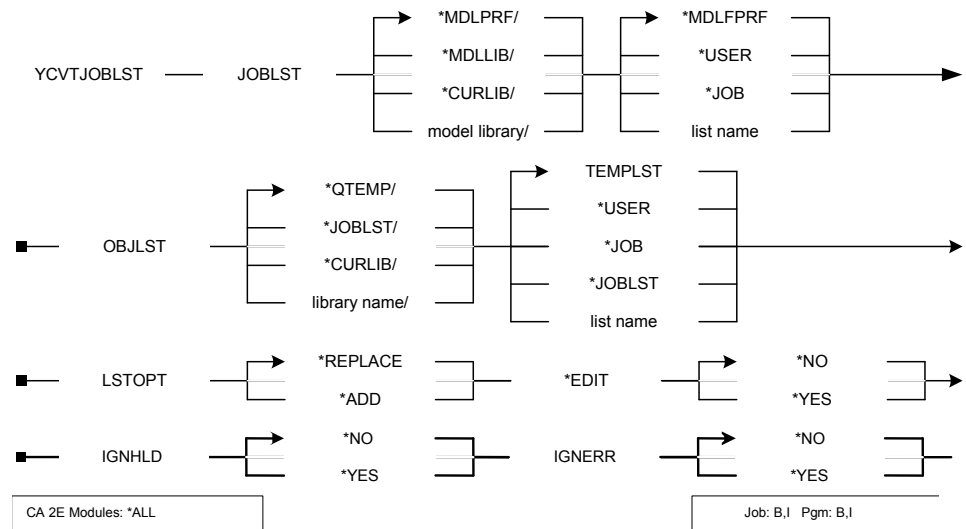 YCVTJOBLST
JOBLST
*MDLPRF/
*MDLLIB/
*CURLIB/
model library/
*MDLFPRF
*USER
*JOB
list name
OBJLST
*QTEMP/
*JOBLST/
*CURLIB/
library name/
TEMPLST
*USER
*JOB
*JOBLST
list name
LSTOPT
*REPLACE
*ADD
*EDIT
*NO
*YES
IGNHLD
*NO
*YES
IGNERR
*NO
*YES
CA 2E Modules: *ALL
Job: B,I Pgm: B,I